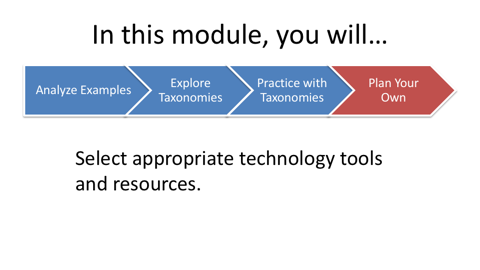 In this module, you will…
Analyze Examples
Explore
Taxonomies
Practice with
Taxonomies
Plan Your
Own
Select appropriate technology tools
and resources.